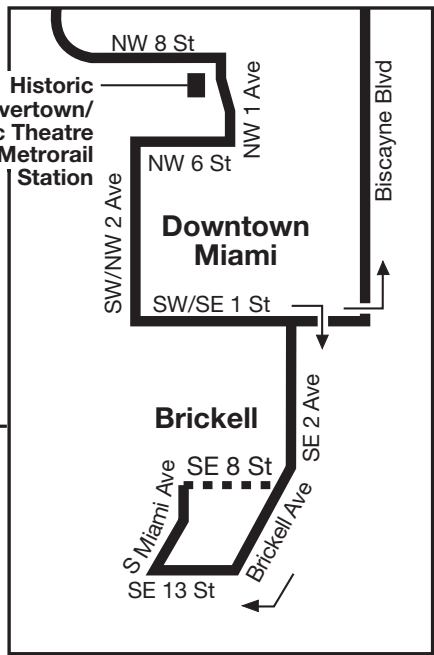 NW 8 St
Historic
vertown/
c Theatre
Metrorail
Station
NW 1 Ave
NW 6 St
Biscayne Blvd
SW/NW 2 Ave
Downtown
Miami
SW/SE 1 St
SE 2 Ave
Brickell
SE 8 St
S Miami Ave
Brickell Ave
SE 13 St